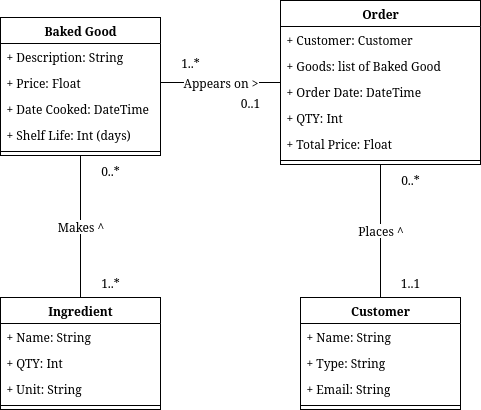 Baked Good
+ Description: String
+ Price: Float
+ Date Cooked: DateTime
+ Shelf Life: Int (days)
1..*
Appears on >
0..1
Order
+ Customer: Customer
+ Goods: list of Baked Good
+ Order Date: DateTime
+ QTY: Int
+ Total Price: Float
0..*
Makes ^
1..*
0..*
Places ^
1..1
Ingredient
+ Name: String
+ QTY: Int
+ Unit: String
Customer
+ Name: String
+ Type: String
+ Email: String